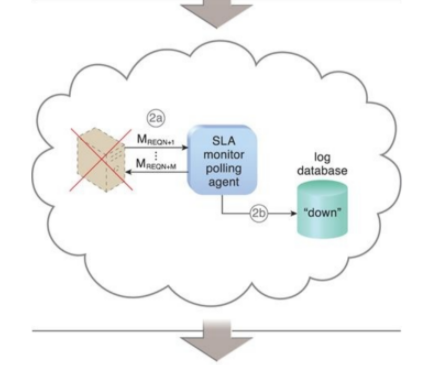 2a
MREQN+1
⋮
MREQN+M
SLA
monitor
polling
agent
log
database
2b
"down"